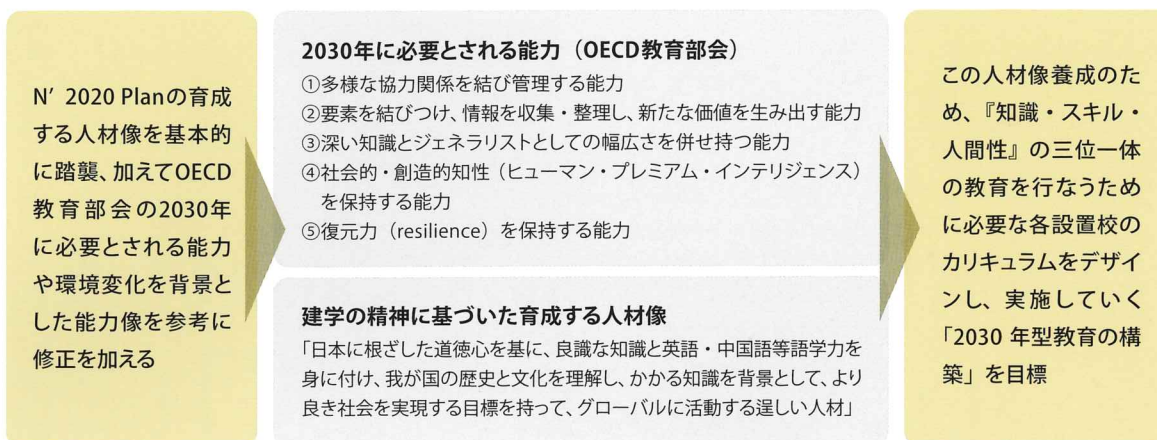 N’ 2020 Planの育成
する人材像を基本的
に踏襲、加えてOECD
教育部会の2030年
に必要とされる能力
や環境変化を背景と
した能力像を参考に
修正を加える
2030年に必要とされる能力（OECD教育部会）
①多様な協力関係を結び管理する能力
②要素を結びつけ、情報を収集・整理し、新たな価値を生み出す能力
③深い知識とジェネラリストとしての幅広さを併せ持つ能力
④社会的・創造的知性（ヒューマン・プレミアム・インテリジェンス）
を保持する能力
⑤復元力（resilience）を保持する能力
建学の精神に基づいた育成する人材像
「日本に根ざした道徳心を基に、良識な知識と英語・中国語等語学力を
身に付け、我が国の歴史と文化を理解し、かかる知識を背景として、より
良き社会を実現する目標を持って、グローバルに活動する逞しい人材」
この人材像養成のた
め、『知識・スキル・
人間性』の三位一体
の教育を行なうため
に必要な各設置校の
カリキュラムをデザイ
ンし、実施していく
「2030 年型教育の構
築」を目標